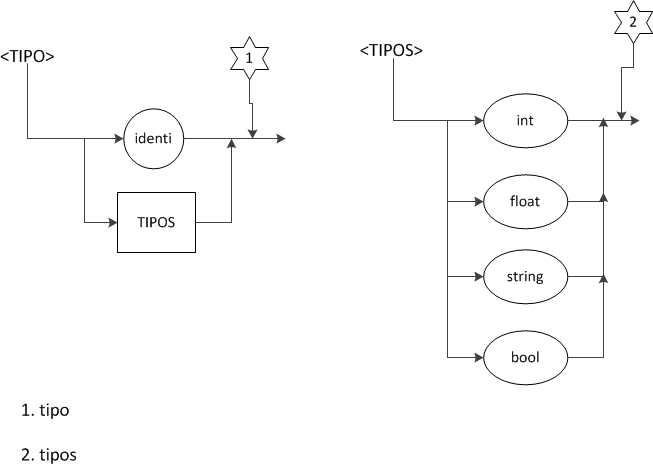 <TIPO>
1
identi
TIPOS
<TIPOS>
2
int
float
string
bool
1. tipo
2. tipos